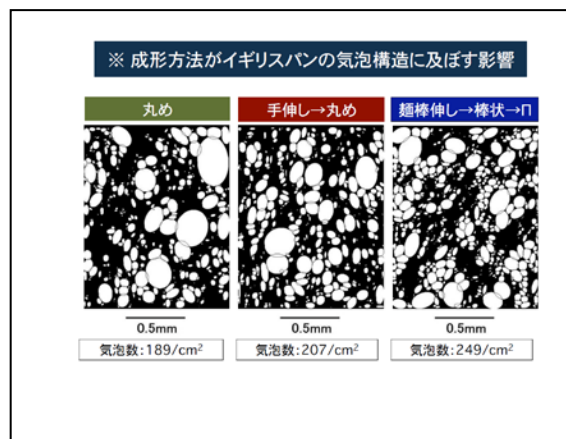 ※ 成形方法がイギリスパンの気泡構造に及ぼす影響
丸め
手伸し→丸め
麺棒伸し→棒状→Π
0.5mm
0.5mm
0.5mm
気泡数:189/cm²
気泡数:207/cm²
気泡数:249/cm²